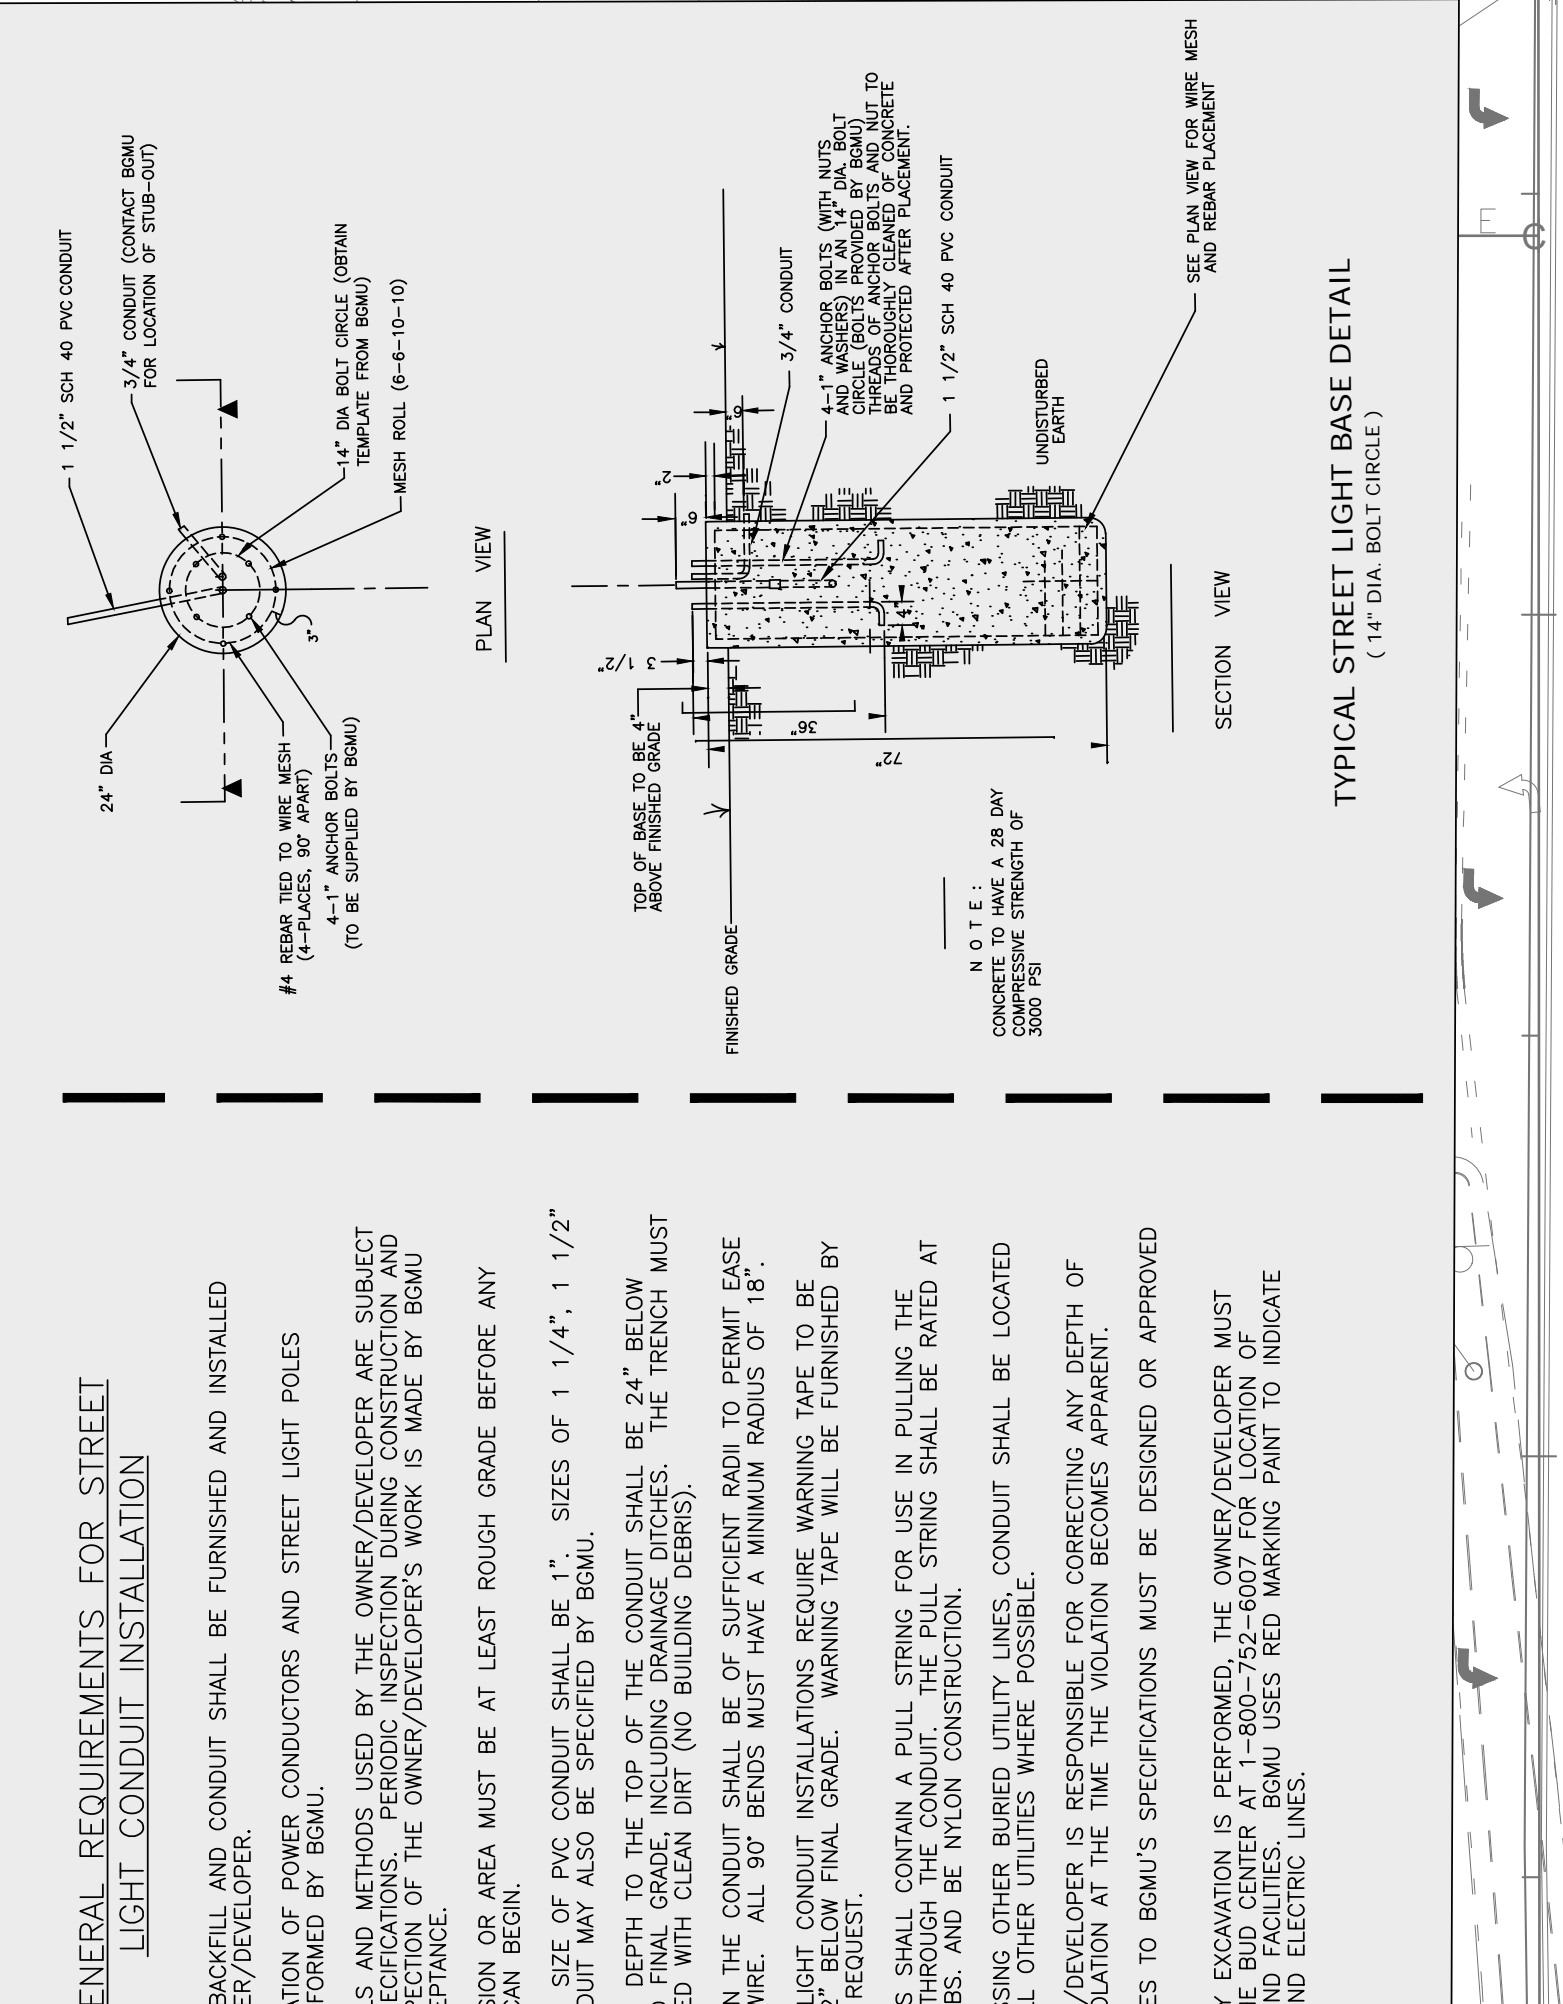 ENERAL REQUIREMENTS FOR STREET
LIGHT CONDUIT INSTALLATION
BACKFILL AND CONDUIT SHALL BE FURNISHED AND INSTALLED
ER/DEVELOPER.
ATION OF POWER CONDUCTORS AND STREET LIGHT POLES
FORMED BY BGMU.
LS AND METHODS USED BY THE OWNER/DEVELOPER ARE SUBJECT
ECIFICATIONS. PERIODIC INSPECTION DURING CONSTRUCTION AND
PECTION OF THE OWNER/DEVELOPER'S WORK IS MADE BY BGMU
EPTANCE.
SION OR AREA MUST BE AT LEAST ROUGH GRADE BEFORE ANY
CAN BEGIN.
SIZE OF PVC CONDUIT SHALL BE 1". SIZES OF 1 1/4", 1 1/2"
DUIT MAY ALSO BE SPECIFIED BY BGMU.
DEPTH TO THE TOP OF THE CONDUIT SHALL BE 24" BELOW
FINAL GRADE, INCLUDING DRAINAGE DITCHES. THE TRENCH MUST
ED WITH CLEAN DIRT (NO BUILDING DEBRIS).
N THE CONDUIT SHALL BE OF SUFFICIENT RADII TO PERMIT EASE
WIRE. ALL 90° BENDS MUST HAVE A MINIMUM RADIUS OF 18".
LIGHT CONDUIT INSTALLATIONS REQUIRE WARNING TAPE TO BE
2" BELOW FINAL GRADE. WARNING TAPE WILL BE FURNISHED BY
REQUEST.
S SHALL CONTAIN A PULL STRING FOR USE IN PULLING THE
THROUGH THE CONDUIT. THE PULL STRING SHALL BE RATED AT
BS. AND BE NYLON CONSTRUCTION.
SSING OTHER BURIED UTILITY LINES, CONDUIT SHALL BE LOCATED
LL OTHER UTILITIES WHERE POSSIBLE.
/DEVELOPER IS RESPONSIBLE FOR CORRECTING ANY DEPTH OF
OLATION AT THE TIME THE VIOLATION BECOMES APPARENT.
ES TO BGMU'S SPECIFICATIONS MUST BE DESIGNED OR APPROVED
Y EXCAVATION IS PERFORMED, THE OWNER/DEVELOPER MUST
HE BUD CENTER AT 1-800-752-6007 FOR LOCATION OF
ND FACILITIES. BGMU USES RED MARKING PAINT TO INDICATE
ND ELECTRIC LINES.
1 1/2" SCH 40 PVC CONDUIT
3/4" CONDUIT (CONTACT BGMU
FOR LOCATION OF STUB-OUT)
24" DIA
14" DIA BOLT CIRCLE (OBTAIN
TEMPLATE FROM BGMU)
MESH ROLL (6-6-10-10)
3"
#4 REBAR TIED TO WIRE MESH
(4-PLACES, 90° APART)
4-1" ANCHOR BOLTS
(TO BE SUPPLIED BY BGMU)
PLAN VIEW
TOP OF BASE TO BE 4"
ABOVE FINISHED GRADE
FINISHED GRADE
3 1/2"
6"
2"
6"
36"
72"
4"
3/4" CONDUIT
4-1" ANCHOR BOLTS (WITH NUTS
AND WASHERS) IN AN 14" DIA. BOLT
CIRCLE (BOLTS PROVIDED BY BGMU)
THREADS OF ANCHOR BOLTS AND NUT TO
BE THOROUGHLY CLEANED OF CONCRETE
AND PROTECTED AFTER PLACEMENT.
1 1/2" SCH 40 PVC CONDUIT
UNDISTURBED
EARTH
SEE PLAN VIEW FOR WIRE MESH
AND REBAR PLACEMENT
NOTE:
CONCRETE TO HAVE A 28 DAY
COMPRESSIVE STRENGTH OF
3000 PSI
SECTION VIEW
TYPICAL STREET LIGHT BASE DETAIL
( 14" DIA. BOLT CIRCLE )
E
C